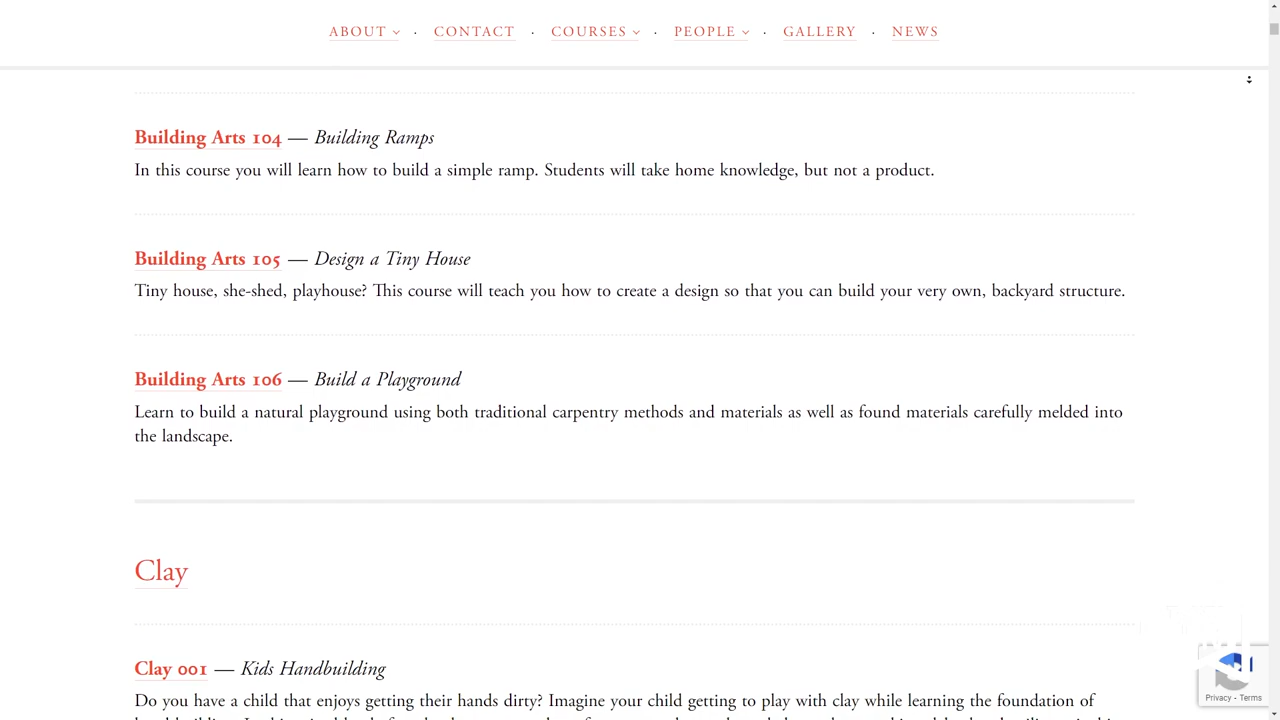 ABOUT · CONTACT · COURSES · PEOPLE · GALLERY · NEWS
Building Arts 104 — Building Ramps
In this course you will learn how to build a simple ramp. Students will take home knowledge, but not a product.
Building Arts 105 — Design a Tiny House
Tiny house, she-shed, playhouse? This course will teach you how to create a design so that you can build your very own, backyard structure.
Building Arts 106 — Build a Playground
Learn to build a natural playground using both traditional carpentry methods and materials as well as found materials carefully melded into
the landscape.
Clay
Clay 001 — Kids Handbuilding
Do you have a child that enjoys getting their hands dirty? Imagine your child getting to play with clay while learning the foundation of
Privacy - Terms